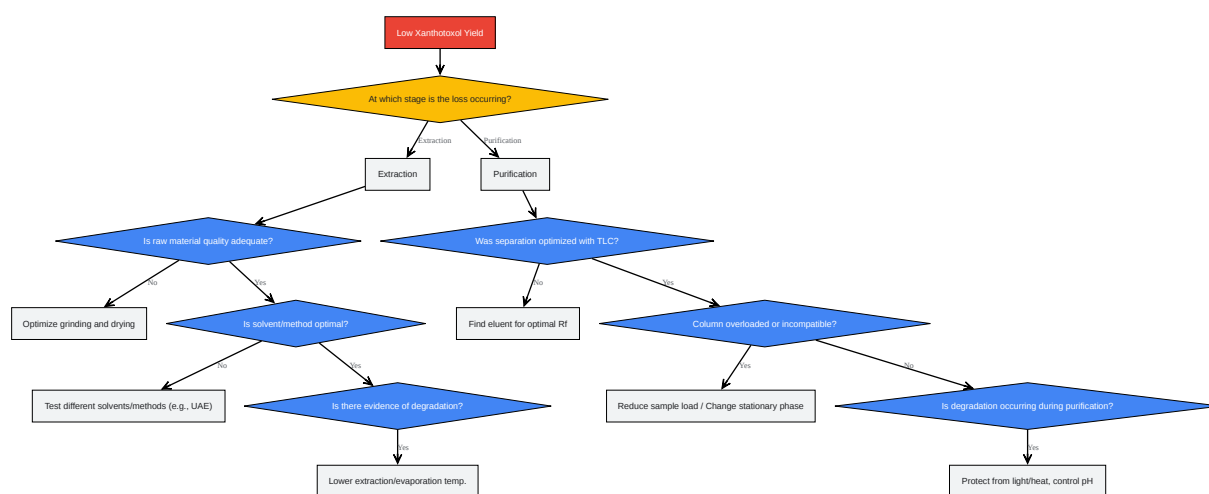 Low Xanthotoxol Yield
At which stage is the loss occurring?
Extraction
Purification
Extraction
Purification
Is raw material quality adequate?
Was separation optimized with TLC?
No
Yes
No
Yes
Optimize grinding and drying
Is solvent/method optimal?
Find eluent for optimal Rf
Column overloaded or incompatible?
No
Yes
Yes
No
Test different solvents/methods (e.g., UAE)
Is there evidence of degradation?
Reduce sample load / Change stationary phase
Is degradation occurring during purification?
Yes
Yes
Lower extraction/evaporation temp.
Protect from light/heat, control pH